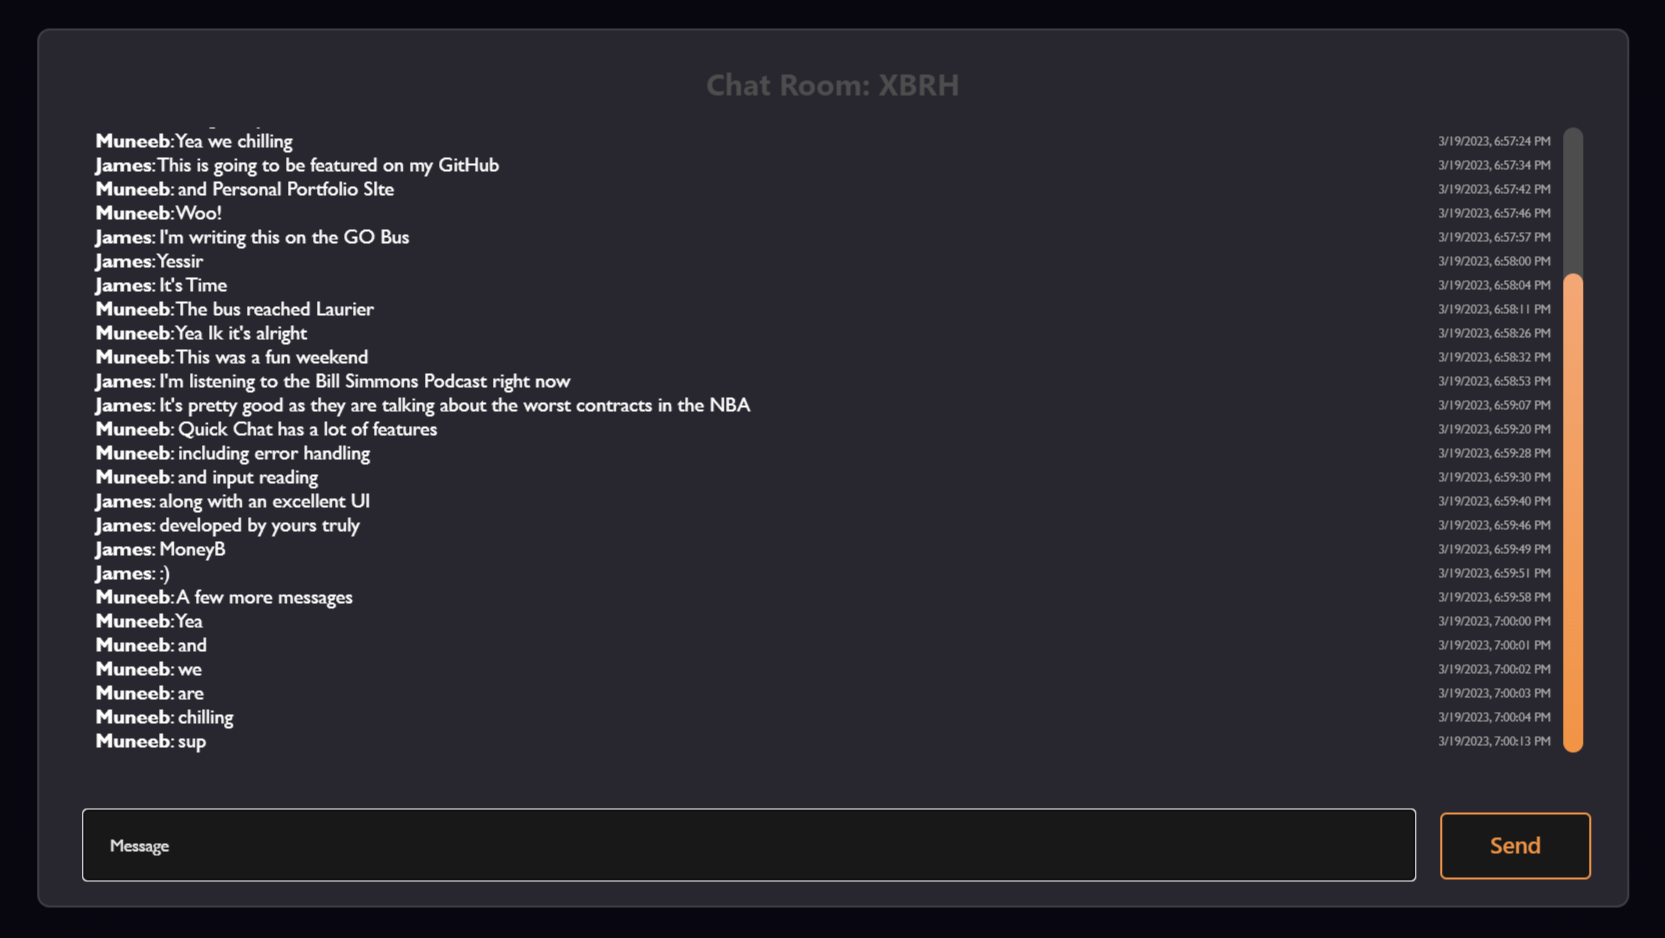 Chat Room: XBRH
Muneeb:Yea we chilling 3/19/2023, 6:57:24 PM
James:This is going to be featured on my GitHub 3/19/2023, 6:57:34 PM
Muneeb: and Personal Portfolio SIte 3/19/2023, 6:57:42 PM
Muneeb:Woo! 3/19/2023, 6:57:46 PM
James: I'm writing this on the GO Bus 3/19/2023, 6:57:57 PM
James:Yessir 3/19/2023, 6:58:00 PM
James: It's Time 3/19/2023, 6:58:04 PM
Muneeb:The bus reached Laurier 3/19/2023, 6:58:11 PM
Muneeb:Yea Ik it's alright 3/19/2023, 6:58:26 PM
Muneeb:This was a fun weekend 3/19/2023, 6:58:32 PM
James: I'm listening to the Bill Simmons Podcast right now 3/19/2023, 6:58:53 PM
James: It's pretty good as they are talking about the worst contracts in the NBA 3/19/2023, 6:59:07 PM
Muneeb: Quick Chat has a lot of features 3/19/2023, 6:59:20 PM
Muneeb: including error handling 3/19/2023, 6:59:28 PM
Muneeb: and input reading 3/19/2023, 6:59:30 PM
James: along with an excellent UI 3/19/2023, 6:59:40 PM
James: developed by yours truly 3/19/2023, 6:59:46 PM
James: MoneyB 3/19/2023, 6:59:49 PM
James: :) 3/19/2023, 6:59:51 PM
Muneeb:A few more messages 3/19/2023, 6:59:58 PM
Muneeb:Yea 3/19/2023, 7:00:00 PM
Muneeb: and 3/19/2023, 7:00:01 PM
Muneeb: we 3/19/2023, 7:00:02 PM
Muneeb: are 3/19/2023, 7:00:03 PM
Muneeb: chilling 3/19/2023, 7:00:04 PM
Muneeb: sup 3/19/2023, 7:00:13 PM
Message
Send